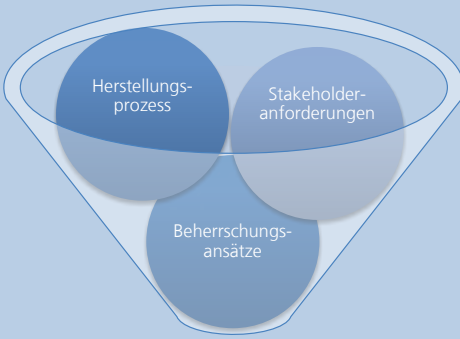 Herstellungs-
prozess
Stakeholder-
anforderungen
Beherrschungs-
ansätze